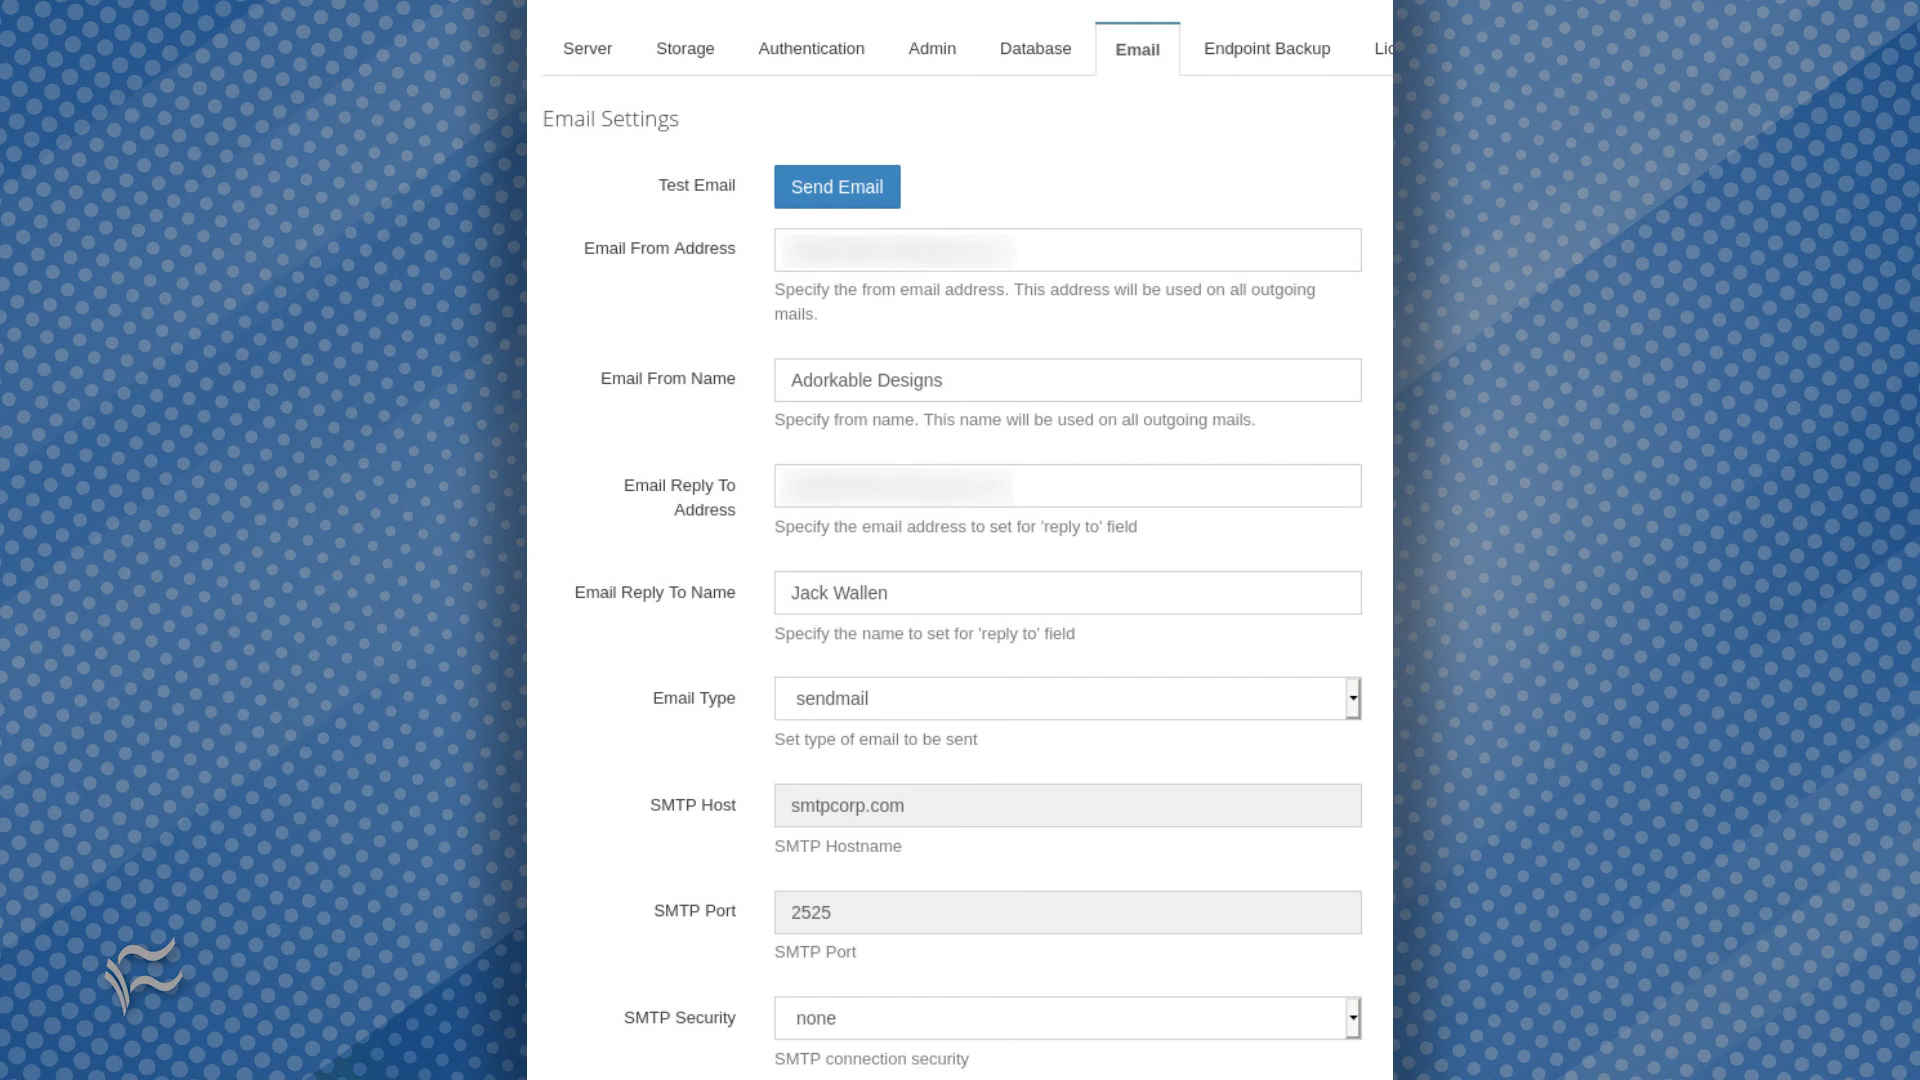 Server Storage Authentication Admin Database Email Endpoint Backup
Email Settings
Test Email Send Email
Email From Address
Specify the from email address. This address will be used on all outgoing
mails.
Email From Name Adorkable Designs
Specify from name. This name will be used on all outgoing mails.
Email Reply To
Address
Specify the email address to set for 'reply to' field
Email Reply To Name Jack Wallen
Specify the name to set for 'reply to' field
Email Type sendmail
Set type of email to be sent
SMTP Host smtpcorp.com
SMTP Hostname
SMTP Port 2525
SMTP Port
SMTP Security none
SMTP connection security